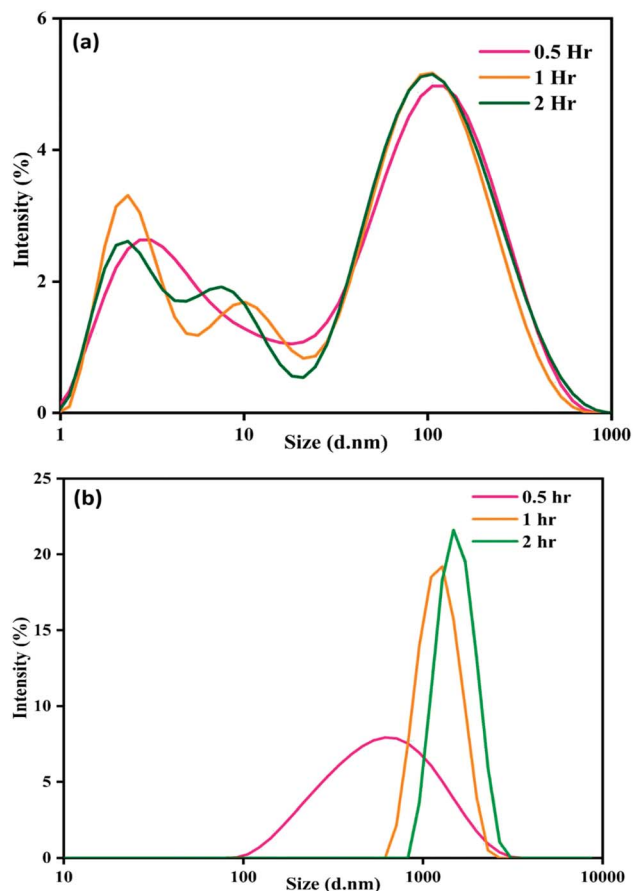 (a)
0.5 Hr
1 Hr
2 Hr
6
4
2
0
Intensity (%)
1
10
100
1000
Size (d.nm)
(b)
0.5 hr
1 hr
2 hr
25
20
15
10
5
0
Intensity (%)
10
100
1000
10000
Size (d.nm)